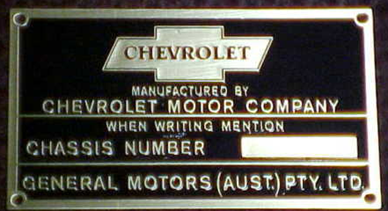 CHEVROLET
MANUFACTURED BY
CHEVROLET MOTOR COMPANY
WHEN WRITING MENTION
CHASSIS NUMBER
GENERAL MOTORS (AUST.) PTY. LTD.